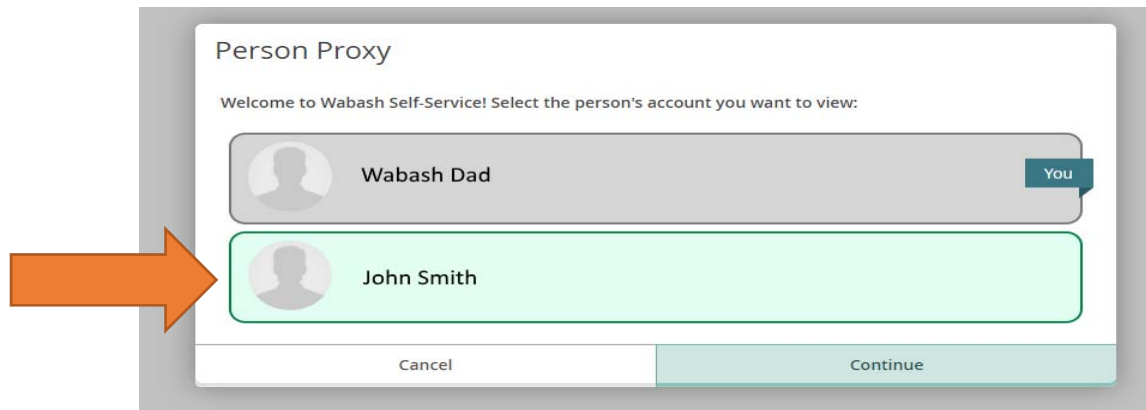 Person Proxy
Welcome to Wabash Self-Service! Select the person's account you want to view:
Wabash Dad
You
John Smith
Cancel
Continue